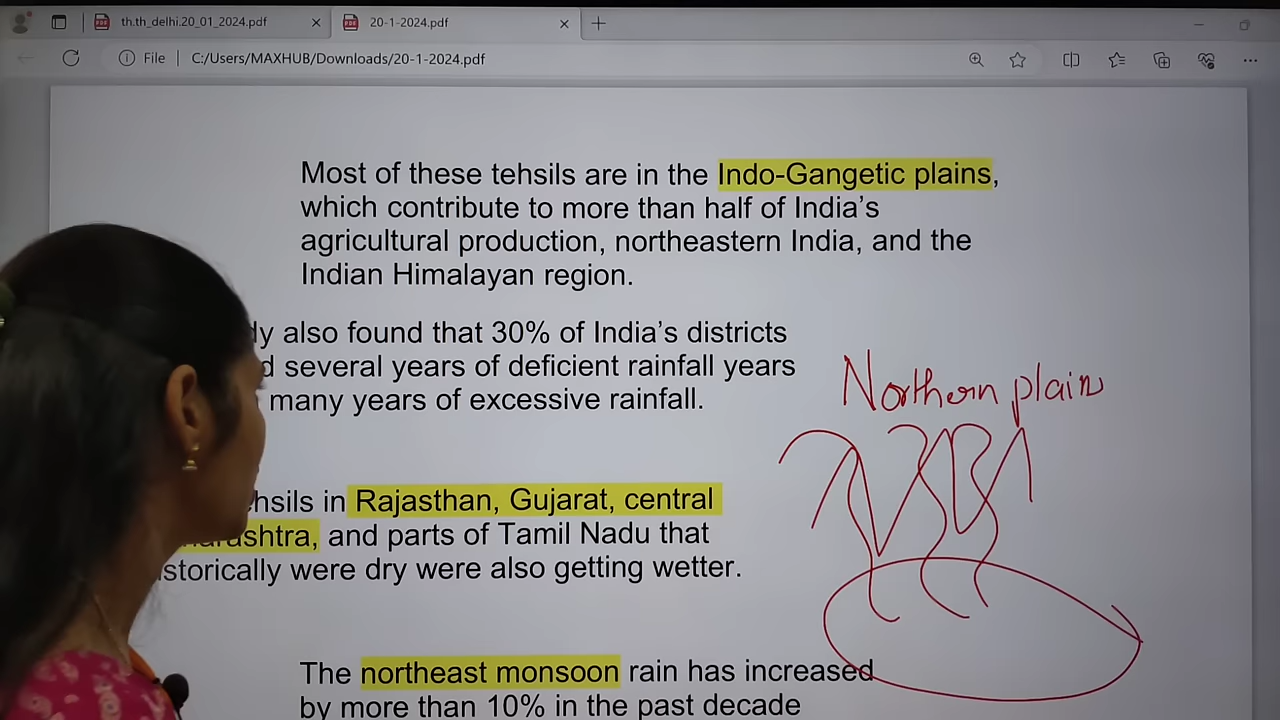 th.th_delhi.20_01_2024.pdf
20-1-2024.pdf
File
C:/Users/MAXHUB/Downloads/20-1-2024.pdf
Most of these tehsils are in the Indo-Gangetic plains,
which contribute to more than half of India's
agricultural production, northeastern India, and the
Indian Himalayan region.
also found that 30% of India's districts
several years of deficient rainfall years
many years of excessive rainfall.
Northern plain
in Rajasthan, Gujarat, central
and parts of Tamil Nadu that
were dry were also getting wetter.
The northeast monsoon rain has increased
by more than 10% in the past decade